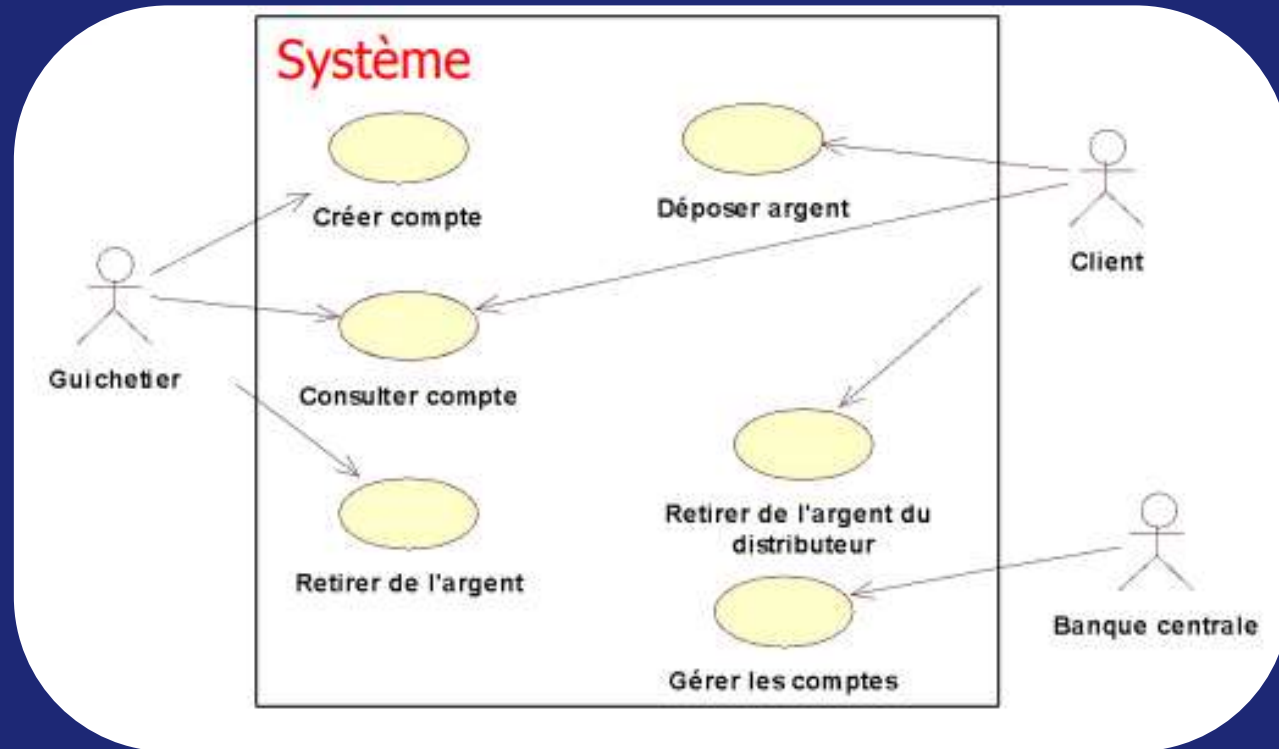 Système
Créer compte
Déposer argent
Client
Guichetier
Consulter compte
Retirer de l'argent du
distributeur
Retirer de l'argent
Banque centrale
Gérer les comptes